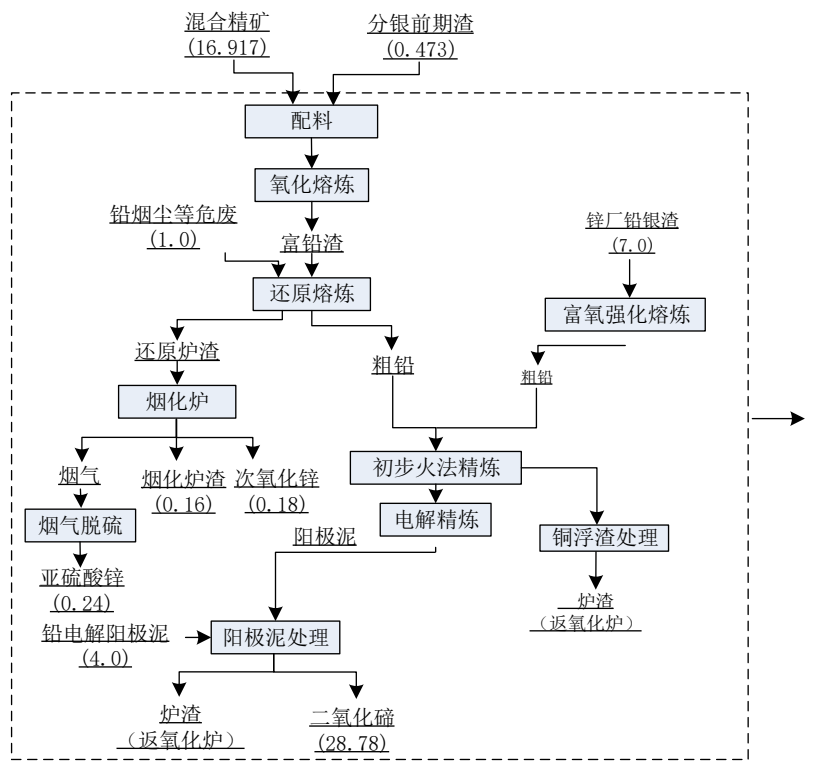 混合精矿
(16.917)
分银前期渣
(0.473)
配料
氧化熔炼
铅烟尘等危废
(1.0)
富铅渣
锌厂铅银渣
(7.0)
还原熔炼
富氧强化熔炼
还原炉渣
粗铅
粗铅
烟化炉
初步火法精炼
烟气
烟化炉渣
(0.16)
次氧化锌
(0.18)
烟气脱硫
电解精炼
铜浮渣处理
阳极泥
亚硫酸锌
(0.24)
炉渣
(返氧化炉)
铅电解阳极泥
(4.0)
阳极泥处理
炉渣
(返氧化炉)
二氧化碲
(28.78)